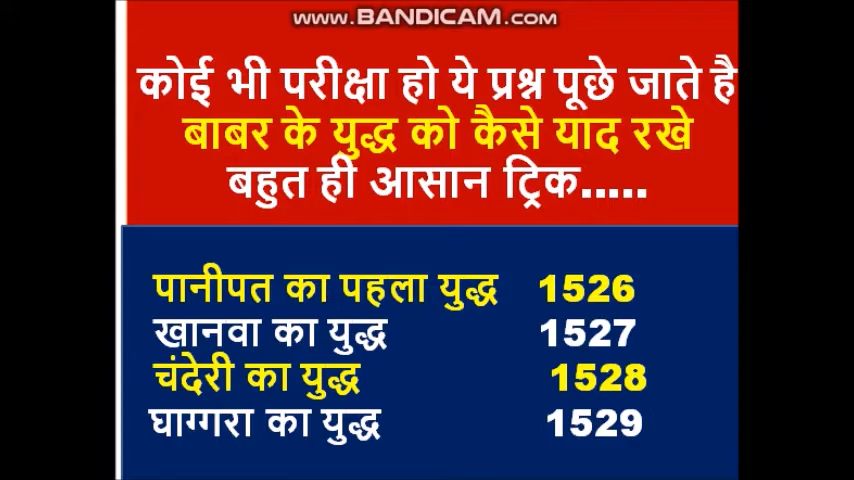 www.BANDICAM.com
कोई भी परीक्षा हो ये प्रश्न पूछे जाते है
बाबर के युद्ध को कैसे याद रखे
बहुत ही आसान ट्रिक.....
पानीपत का पहला युद्ध 1526
खानवा का युद्ध 1527
चंदेरी का युद्ध 1528
घाग्गरा का युद्ध 1529